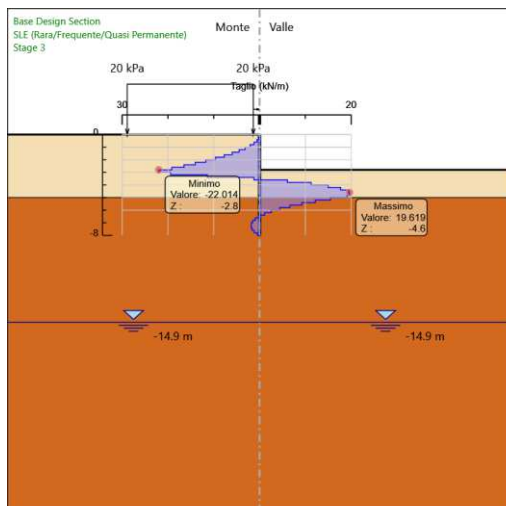 Base Design Section
SLE (Rara/Frequente/Quasi Permanente)
Stage 3
Monte
Valle
20 kPa
20 kPa
Taglio (kN/m)
30
20
0
Minimo
Valore: -22.014
Z : -2.8
Massimo
Valore: 19.619
Z : -4.6
-8
-14.9 m
-14.9 m